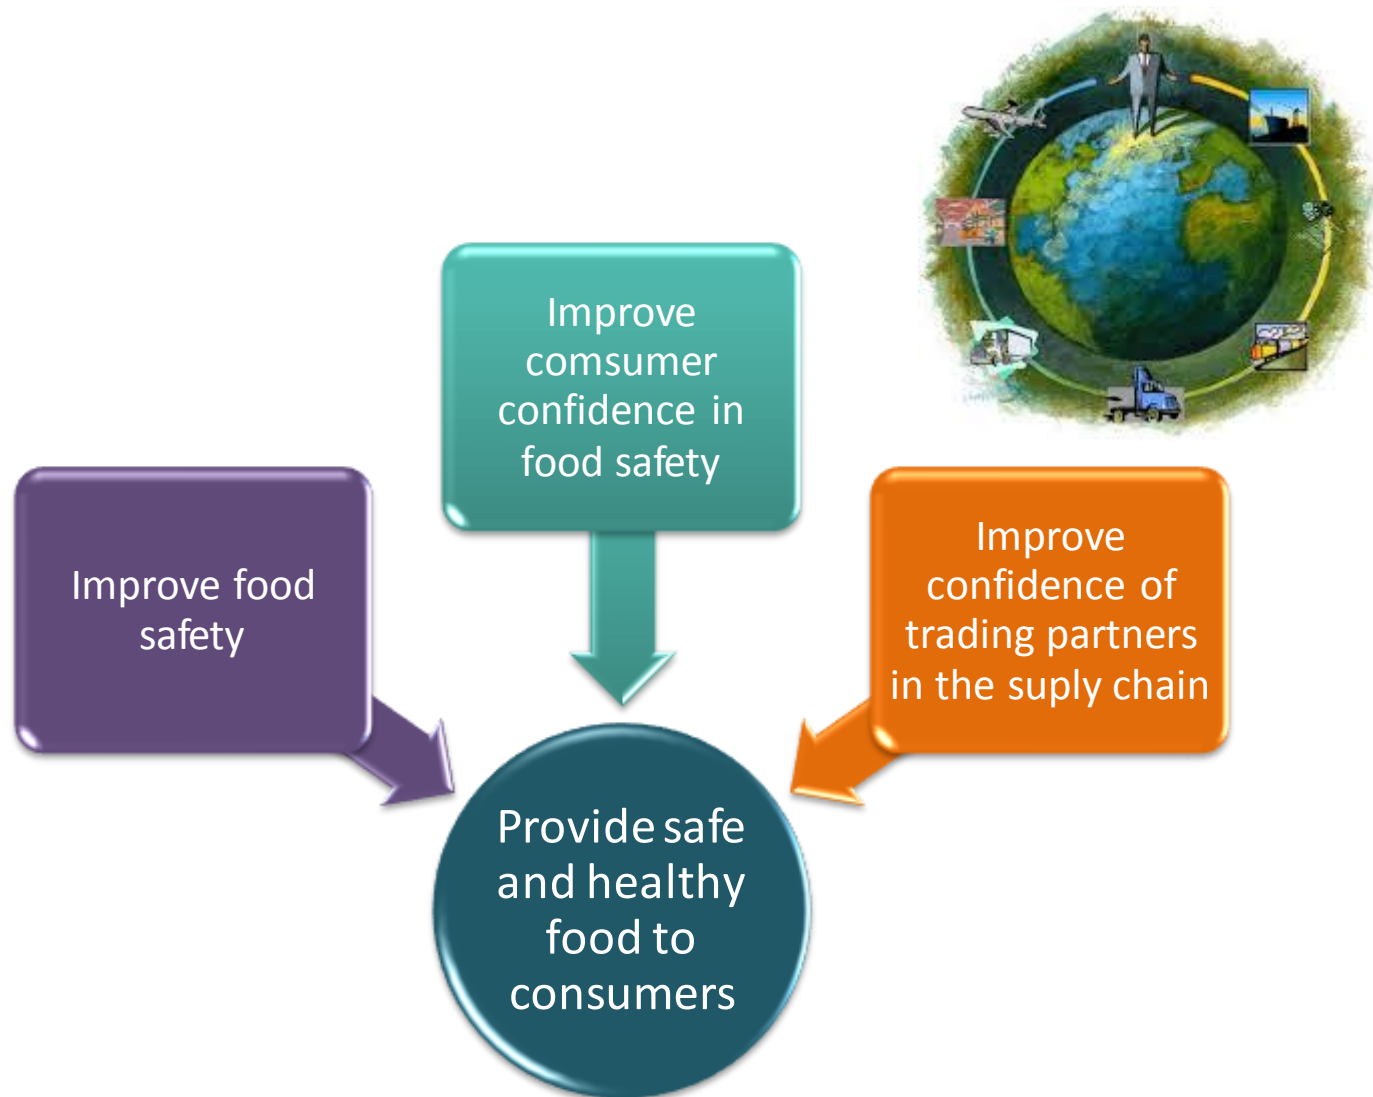 Improve
comsumer
confidence in
food safety
Improve food
safety
Improve
confidence of
trading partners
in the suply chain
Provide safe
and healthy
food to
consumers